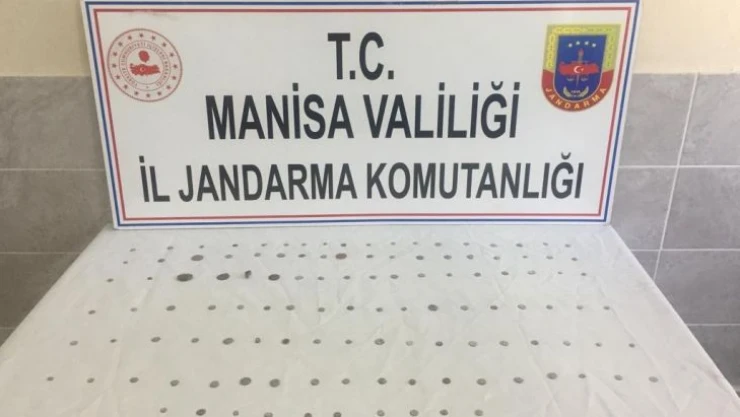 T.C.
MANİSA VALİLİĞİ
İL JANDARMA KOMUTANLIĞI
JANDARMA